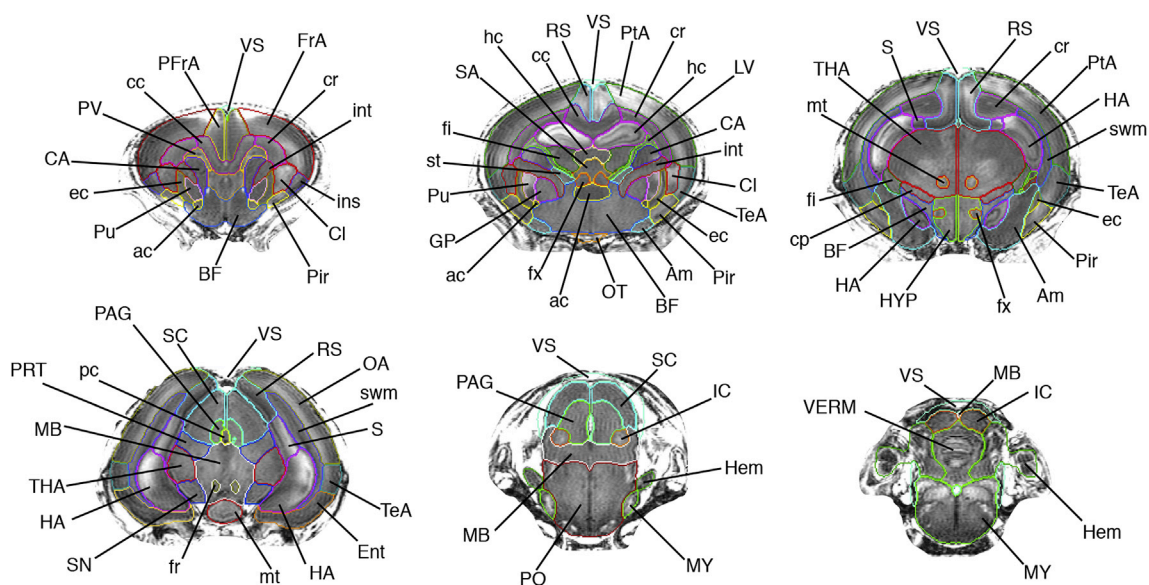 VS
PFrA
FrA
cc
cr
PV
int
CA
ec
ins
Pu
Cl
ac
BF
Pir
VS
RS
PtA
hc
cc
cr
SA
hc
LV
fi
CA
st
int
Pu
Cl
TeA
GP
ec
ac
fx
Am
Pir
ac
OT
BF
VS
S
RS
cr
PtA
THA
HA
mt
swm
fi
TeA
cp
ec
BF
Pir
HA
HYP
fx
Am
PAG
SC
VS
RS
OA
PRT
pc
swm
MB
S
THA
HA
TeA
SN
Ent
fr
mt
HA
VS
SC
PAG
IC
Hem
MB
PO
MY
VS
MB
IC
VERM
Hem
MY